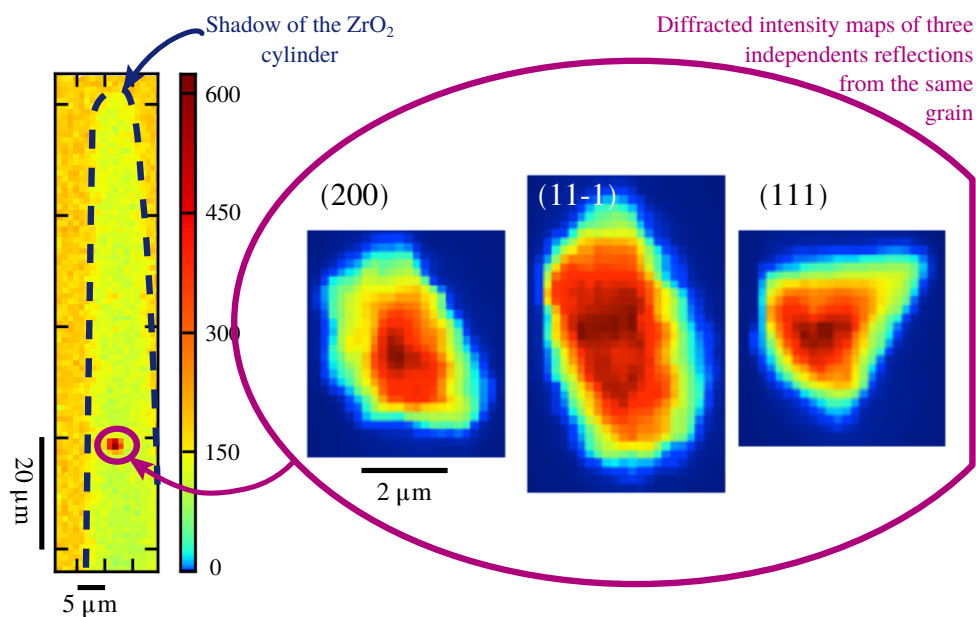 Shadow of the ZrO₂
cylinder
Diffracted intensity maps of three
independents reflections
from the same
grain
600
450
300
150
0
20 µm
5 µm
(200)
(11-1)
(111)
2 µm